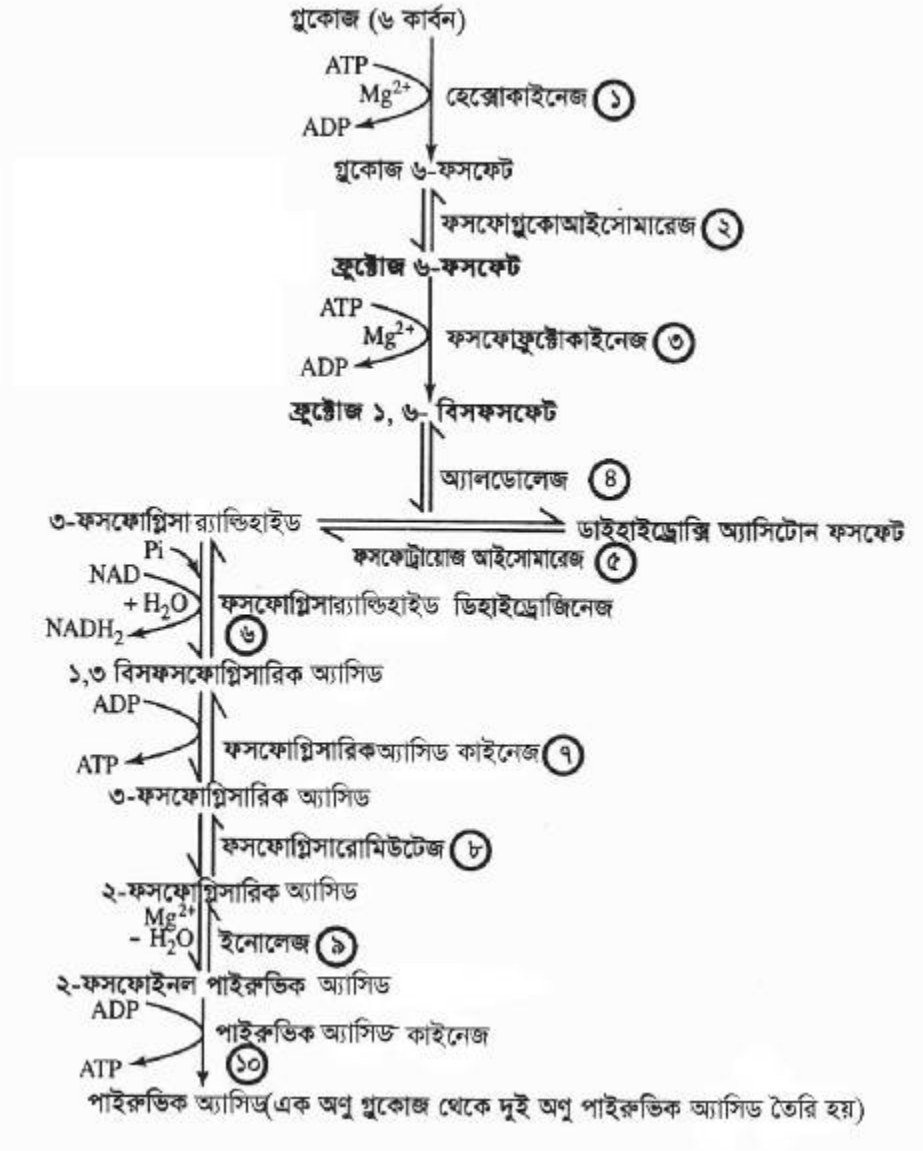 গ্লুকোজ (৬ কার্বন)
ATP
Mg2+
হেক্সোকাইনেজ ১
ADP
গ্লুকোজ ৬-ফসফেট
ফসফোগ্লুকোআইসোমারেজ ২
ফ্রুক্টোজ ৬-ফসফেট
ATP
Mg2+
ফসফোফ্রুক্টোকাইনেজ ৩
ADP
ফ্রুক্টোজ ১, ৬- বিসফসফেট
অ্যালডোলেজ ৪
৩-ফসফোগ্লিসার‍্যাল্ডিহাইড
ডাইহাইড্রোক্সি অ্যাসিটোন ফসফেট
ফসফেট্রায়োজ আইসোমারেজ ৫
Pi
NAD
+ H2O
ফসফোগ্লিসার‍্যাল্ডিহাইড ডিহাইড্রোজিনেজ
NADH2
৬
১,৩ বিসফসফোগ্লিসারিক অ্যাসিড
ADP
ফসফোগ্লিসারিকঅ্যাসিড কাইনেজ ৭
ATP
৩-ফসফোগ্লিসারিক অ্যাসিড
ফসফোগ্লিসারোমিউটেজ ৮
২-ফসফোগ্লিসারিক অ্যাসিড
Mg2+
- H2O
ইনোলেজ ৯
২-ফসফোইনল পাইরুভিক অ্যাসিড
ADP
পাইরুভিক অ্যাসিড কাইনেজ
ATP
১০
পাইরুভিক অ্যাসিড(এক অণু গ্লুকোজ থেকে দুই অণু পাইরুভিক অ্যাসিড তৈরি হয়)